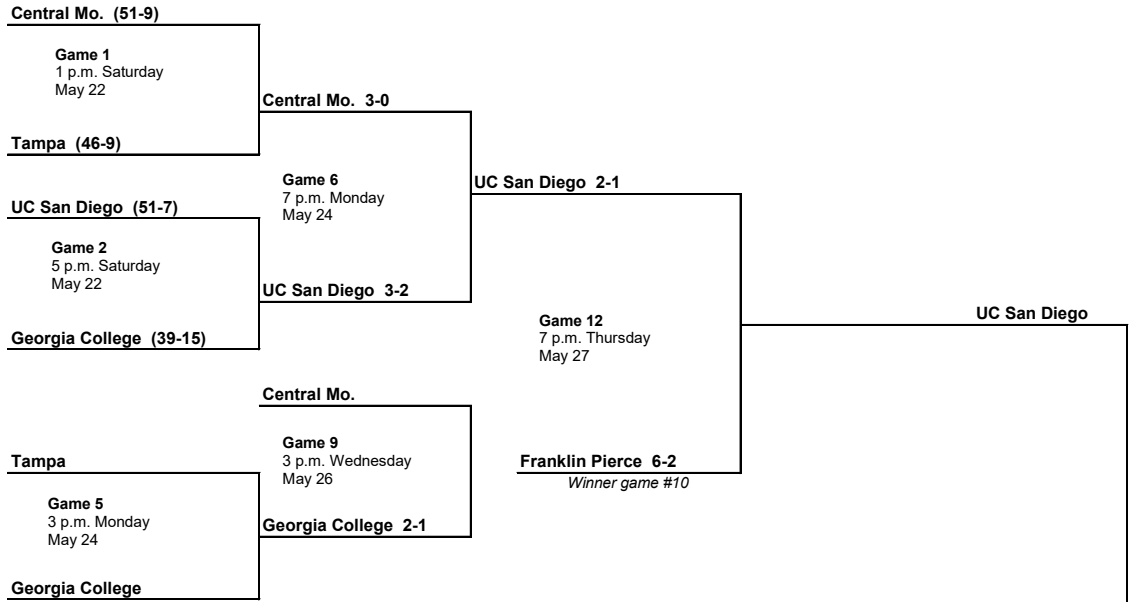 Central Mo. (51-9)
Game 1
1 p.m. Saturday
May 22
Central Mo. 3-0
Tampa (46-9)
Game 6
7 p.m. Monday
May 24
UC San Diego 2-1
UC San Diego (51-7)
Game 2
5 p.m. Saturday
May 22
UC San Diego 3-2
Georgia College (39-15)
Game 12
7 p.m. Thursday
May 27
UC San Diego
Central Mo.
Game 9
3 p.m. Wednesday
May 26
Tampa
Franklin Pierce 6-2
Winner game #10
Game 5
3 p.m. Monday
May 24
Georgia College 2-1
Georgia College